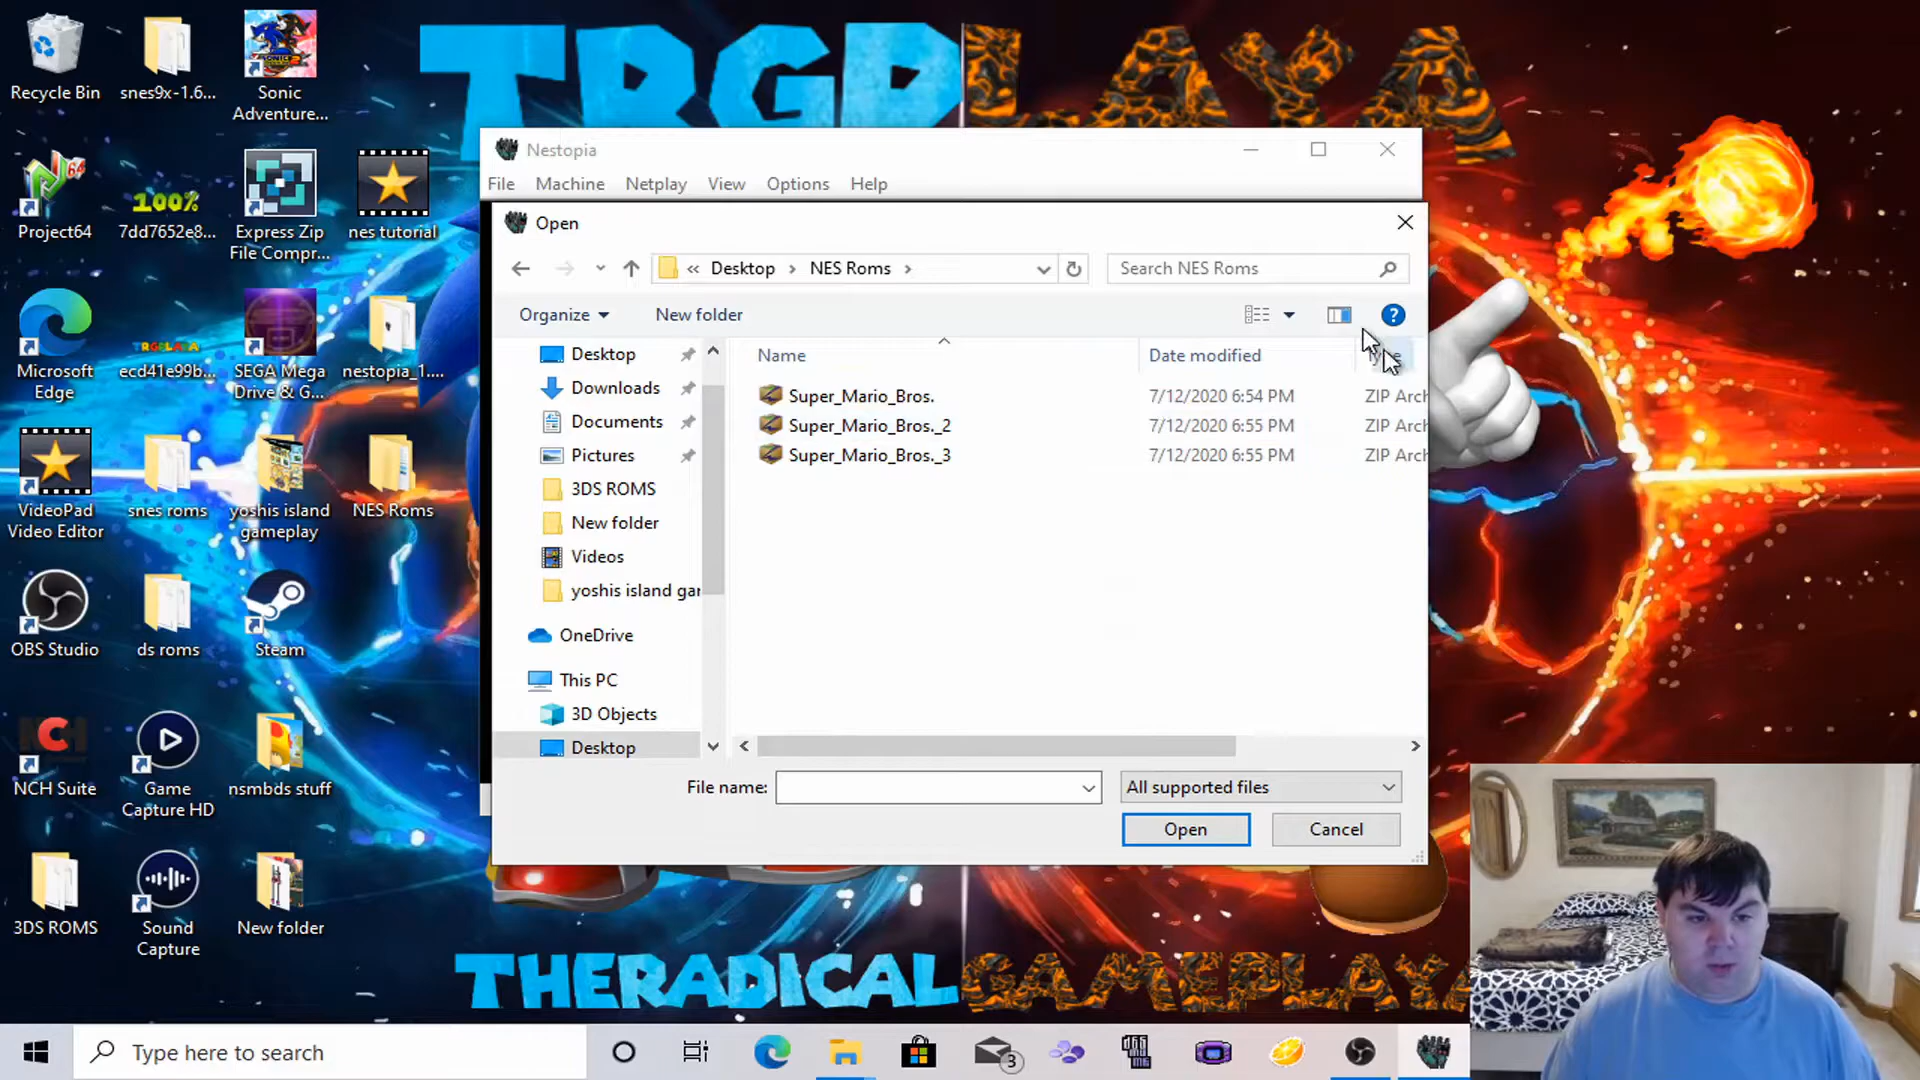 TRGPLAYA
Recycle Bin
snes9x-1.6...
Sonic
Adventure...
Project64
100%
7dd7652e8...
Express Zip
File Compr...
nes tutorial
Microsoft
Edge
TRGPLAYA
ecd41e99b...
SEGA Mega
Drive & G...
nestopia_1....
VideoPad
Video Editor
snes roms
yoshis island
gameplay
NES Roms
OBS Studio
ds roms
Steam
NCH Suite
Game
Capture HD
nsmbds stuff
3DS ROMS
Sound
Capture
New folder
Nestopia
File Machine Netplay View Options Help
Open
« Desktop › NES Roms ›
Search NES Roms
Organize
New folder
Name
Date modified
Type
Super_Mario_Bros. 7/12/2020 6:54 PM ZIP Arch
Super_Mario_Bros._2 7/12/2020 6:55 PM ZIP Arch
Super_Mario_Bros._3 7/12/2020 6:55 PM ZIP Arch
Desktop
Downloads
Documents
Pictures
3DS ROMS
New folder
Videos
yoshis island gar
OneDrive
This PC
3D Objects
Desktop
File name:
All supported files
Open
Cancel
THERADICALGAMEPLAYA
Type here to search
3